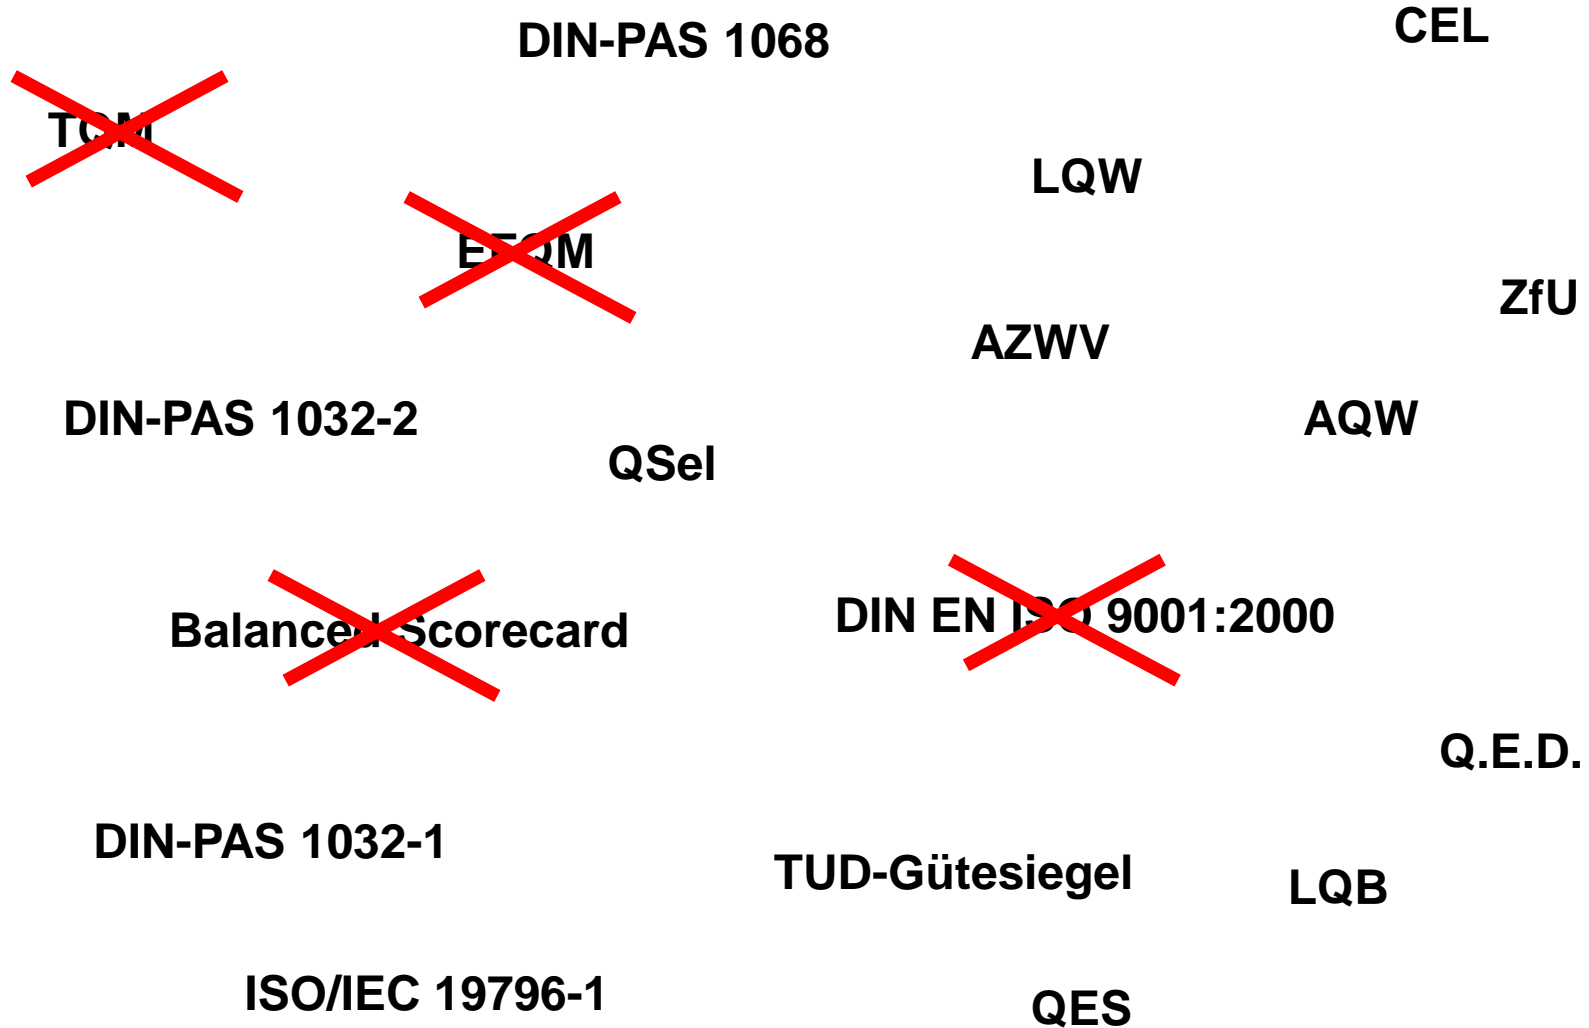 CEL
DIN-PAS 1068
TQM
LQW
EFQM
ZfU
AZWV
DIN-PAS 1032-2
AQW
QSel
Balanced Scorecard
DIN EN ISO 9001:2000
Q.E.D.
DIN-PAS 1032-1
TUD-Gütesiegel
LQB
ISO/IEC 19796-1
QES